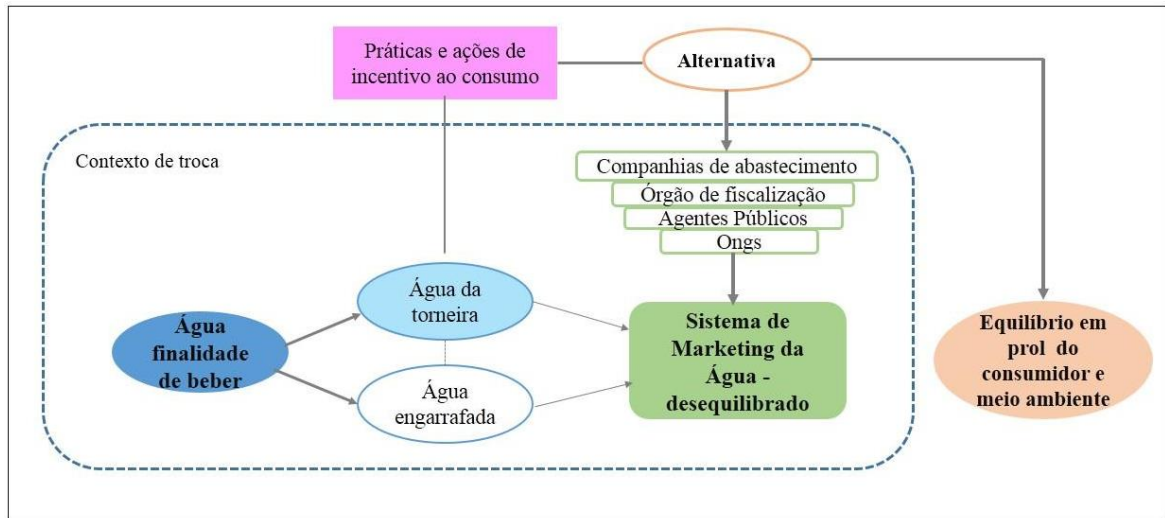 Práticas e ações de
incentivo ao consumo
Alternativa
Contexto de troca
Companhias de abastecimento
Órgão de fiscalização
Agentes Públicos
Ongs
Água da
torneira
Água
finalidade
de beber
Água
engarrafada
Sistema de
Marketing da
Água -
desequilibrado
Equilíbrio em
prol do
consumidor e
meio ambiente